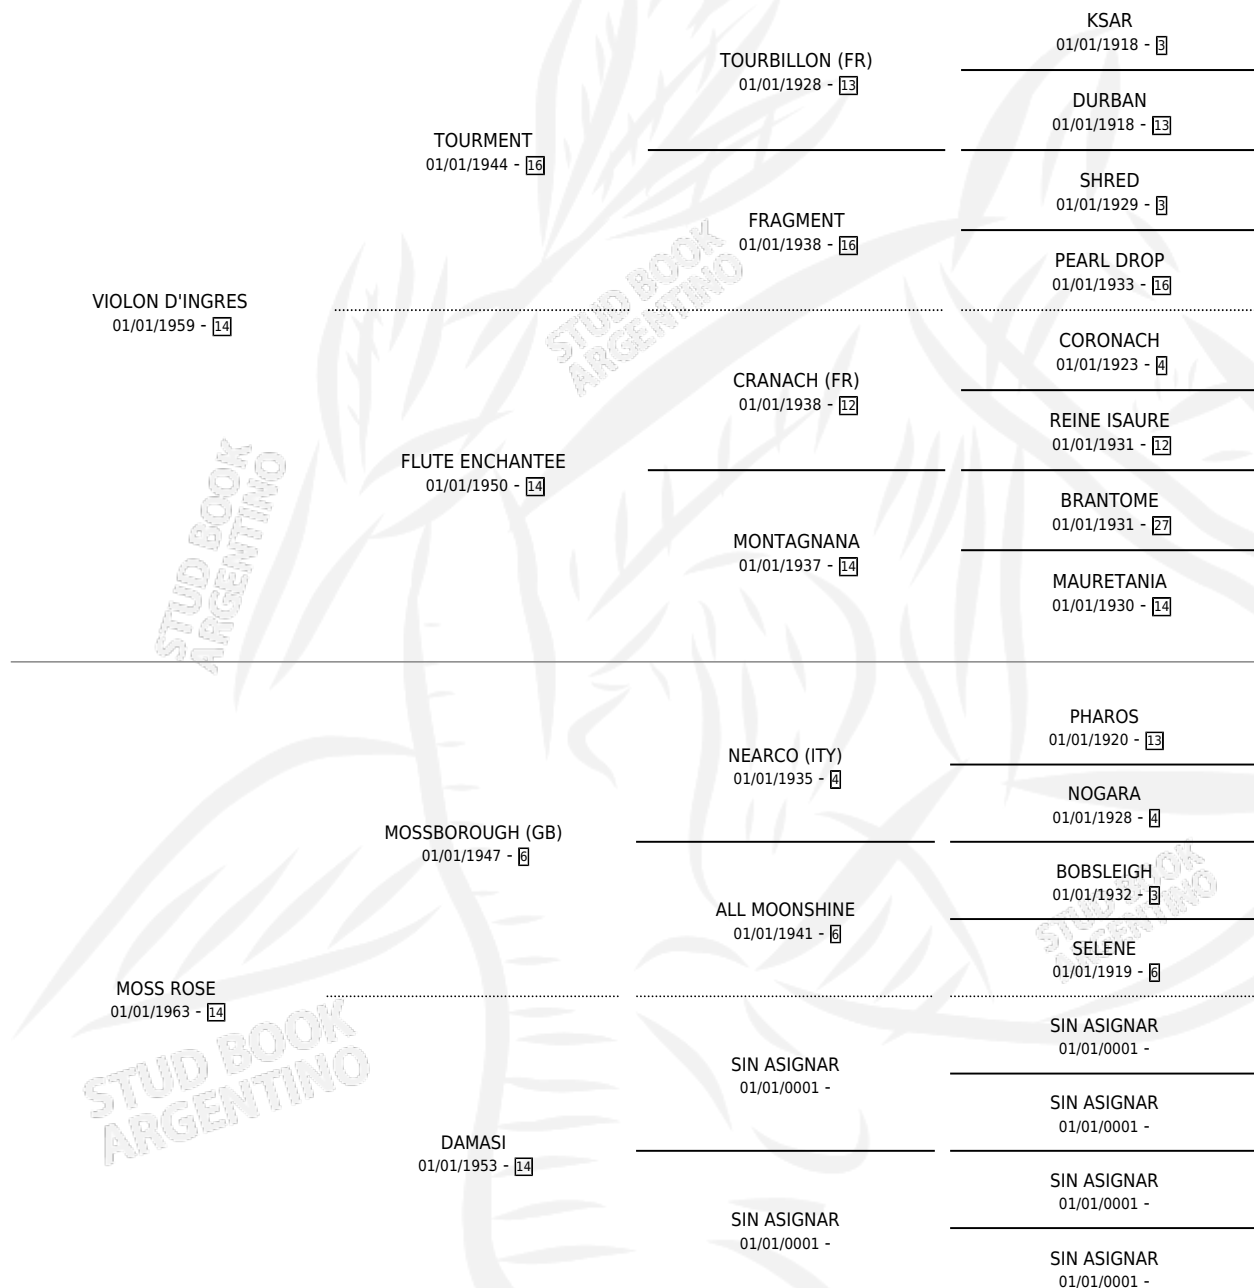 KSAR
01/01/1918 - 3
TOURBILLON (FR)
01/01/1928 - 13
DURBAN
01/01/1918 - 13
TOURMENT
01/01/1944 - 16
SHRED
01/01/1929 - 3
FRAGMENT
01/01/1938 - 16
PEARL DROP
01/01/1933 - 16
VIOLON D'INGRES
01/01/1959 - 14
STUD BOOK
ARGENTINO
CORONACH
01/01/1923 - 4
CRANACH (FR)
01/01/1938 - 12
REINE ISAURE
01/01/1931 - 12
FLUTE ENCHANTEE
01/01/1950 - 14
BRANTOME
01/01/1931 - 27
MONTAGNANA
01/01/1937 - 14
MAURETANIA
01/01/1930 - 14
STUD BOOK
ARGENTINO
PHAROS
01/01/1920 - 13
NEARCO (ITY)
01/01/1935 - 4
NOGARA
01/01/1928 - 4
MOSSBOROUGH (GB)
01/01/1947 - 6
BOBSLEIGH
01/01/1932 - 3
ALL MOONSHINE
01/01/1941 - 6
STUD BOOK
ARGENTINO
SELENE
01/01/1919 - 6
MOSS ROSE
01/01/1963 - 14
SIN ASIGNAR
01/01/0001 -
SIN ASIGNAR
01/01/0001 -
STUD BOOK
ARGENTINO
SIN ASIGNAR
01/01/0001 -
DAMASI
01/01/1953 - 14
SIN ASIGNAR
01/01/0001 -
SIN ASIGNAR
01/01/0001 -
SIN ASIGNAR
01/01/0001 -